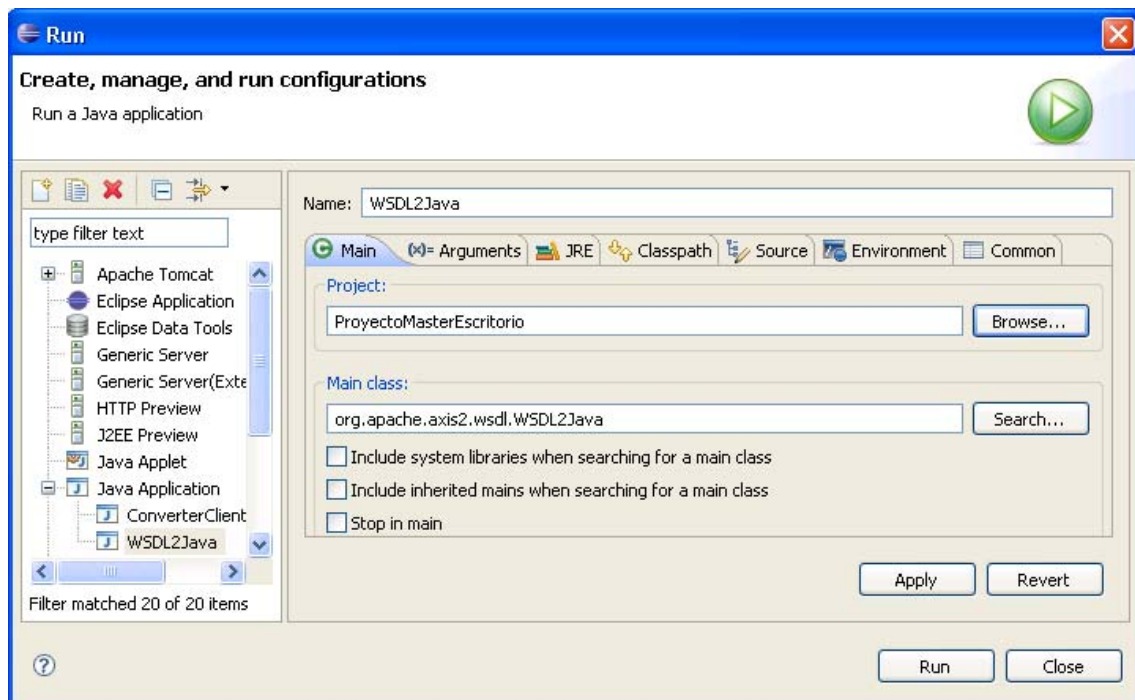 Run
Create, manage, and run configurations
Run a Java application
type filter text
Apache Tomcat
Eclipse Application
Eclipse Data Tools
Generic Server
Generic Server(Exte
HTTP Preview
J2EE Preview
Java Applet
Java Application
ConverterClient
WSDL2Java
Filter matched 20 of 20 items
Name: WSDL2Java
Main (x)= Arguments JRE Classpath Source Environment Common
Project:
ProyectoMasterEscritorio Browse...
Main class:
org.apache.axis2.wsdl.WSDL2Java Search...
Include system libraries when searching for a main class
Include inherited mains when searching for a main class
Stop in main
Apply Revert
? Run Close